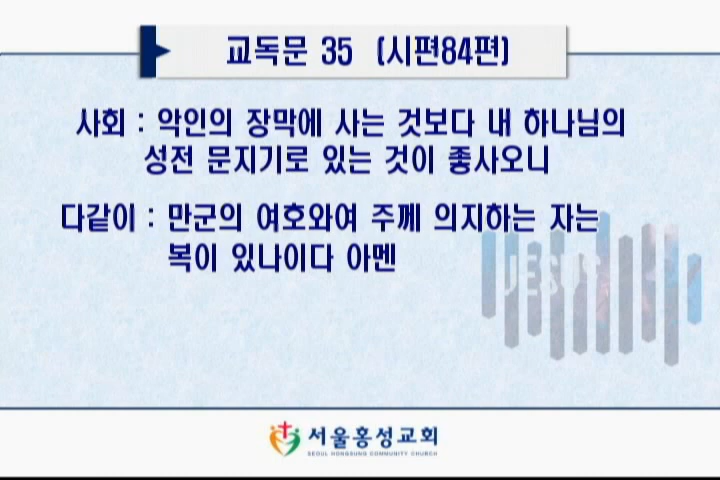 교독문 35 (시편84편)
사회 : 악인의 장막에 사는 것보다 내 하나님의
성전 문지기로 있는 것이 좋사오니
다같이 : 만군의 여호와여 주께 의지하는 자는
복이 있나이다 아멘
JESUS
서울홍성교회
SEOUL HONGSUNG COMMUNITY CHURCH